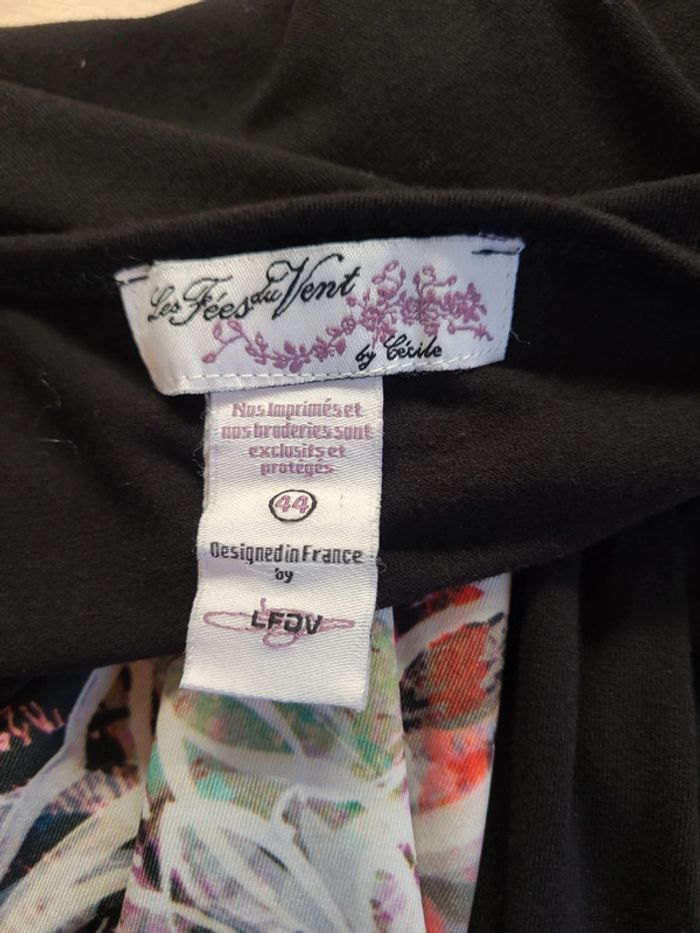 Les Fées du Vent
by Cécile
Nos Imprimés et
nos broderies sont
exclusifs et
protégés
44
Designed in France
by
LFDV